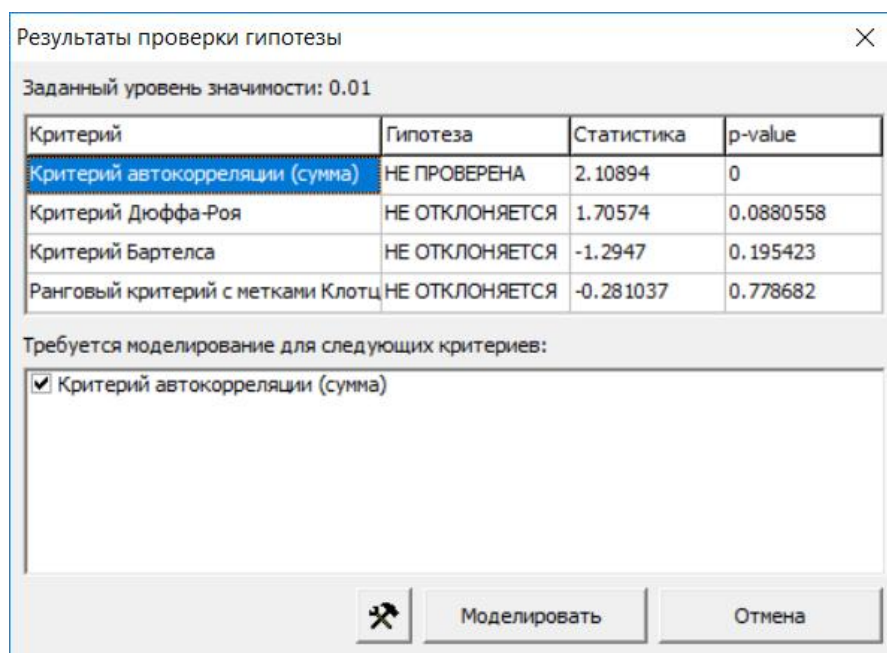 Результаты проверки гипотезы
Заданный уровень значимости: 0.01
Критерий Гипотеза Статистика p-value
Критерий автокорреляции (сумма) НЕ ПРОВЕРЕНА 2.10894 0
Критерий Дюффа-Роя НЕ ОТКЛОНЯЕТСЯ 1.70574 0.0880558
Критерий Бартелса НЕ ОТКЛОНЯЕТСЯ -1.2947 0.195423
Ранговый критерий с метками Клотц НЕ ОТКЛОНЯЕТСЯ -0.281037 0.778682
Требуется моделирование для следующих критериев:
Критерий автокорреляции (сумма)
Моделировать Отмена